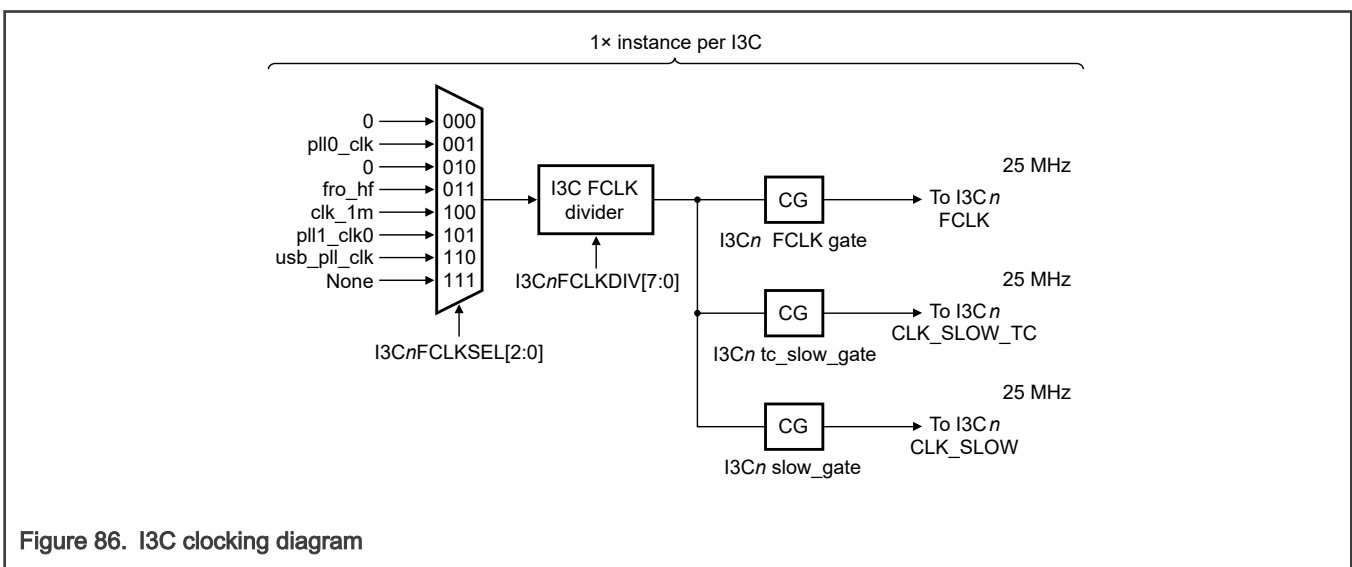 1× instance per I3C
0
000
pll0_clk
001
0
010
fro_hf
011
clk_1m
100
pll1_clk0
101
usb_pll_clk
110
None
111
I3CnFCLKSEL[2:0]
I3C FCLK
divider
I3CnFCLKDIV[7:0]
CG
I3Cn FCLK gate
25 MHz
To I3Cn
FCLK
CG
I3Cn tc_slow_gate
25 MHz
To I3Cn
CLK_SLOW_TC
CG
I3Cn slow_gate
25 MHz
To I3Cn
CLK_SLOW
Figure 86. I3C clocking diagram